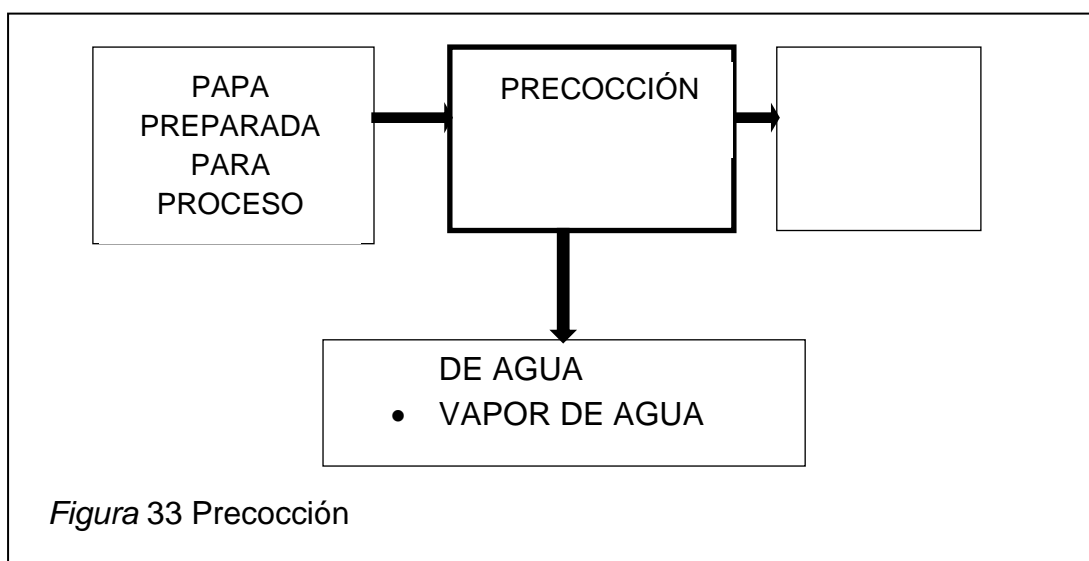 PAPA
PREPARADA
PARA
PROCESO
PRECOCCIÓN
DE AGUA
• VAPOR DE AGUA
Figura 33 Precocción